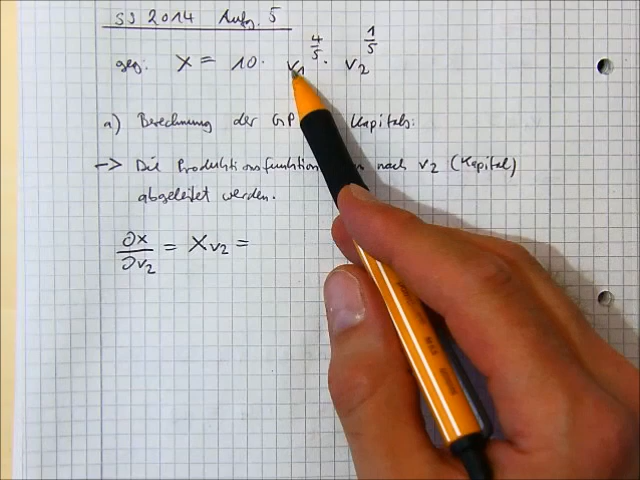 SS 2014 Aufg. 5
geg: x = 10 · v₁^(4/5) · v₂^(1/5)
a) Berechnung der GP Kapitals:
-> Die Produktionsfunktion nach v₂ (Kapital)
abgeleitet werden.
∂x/∂v₂ = Xv₂ =